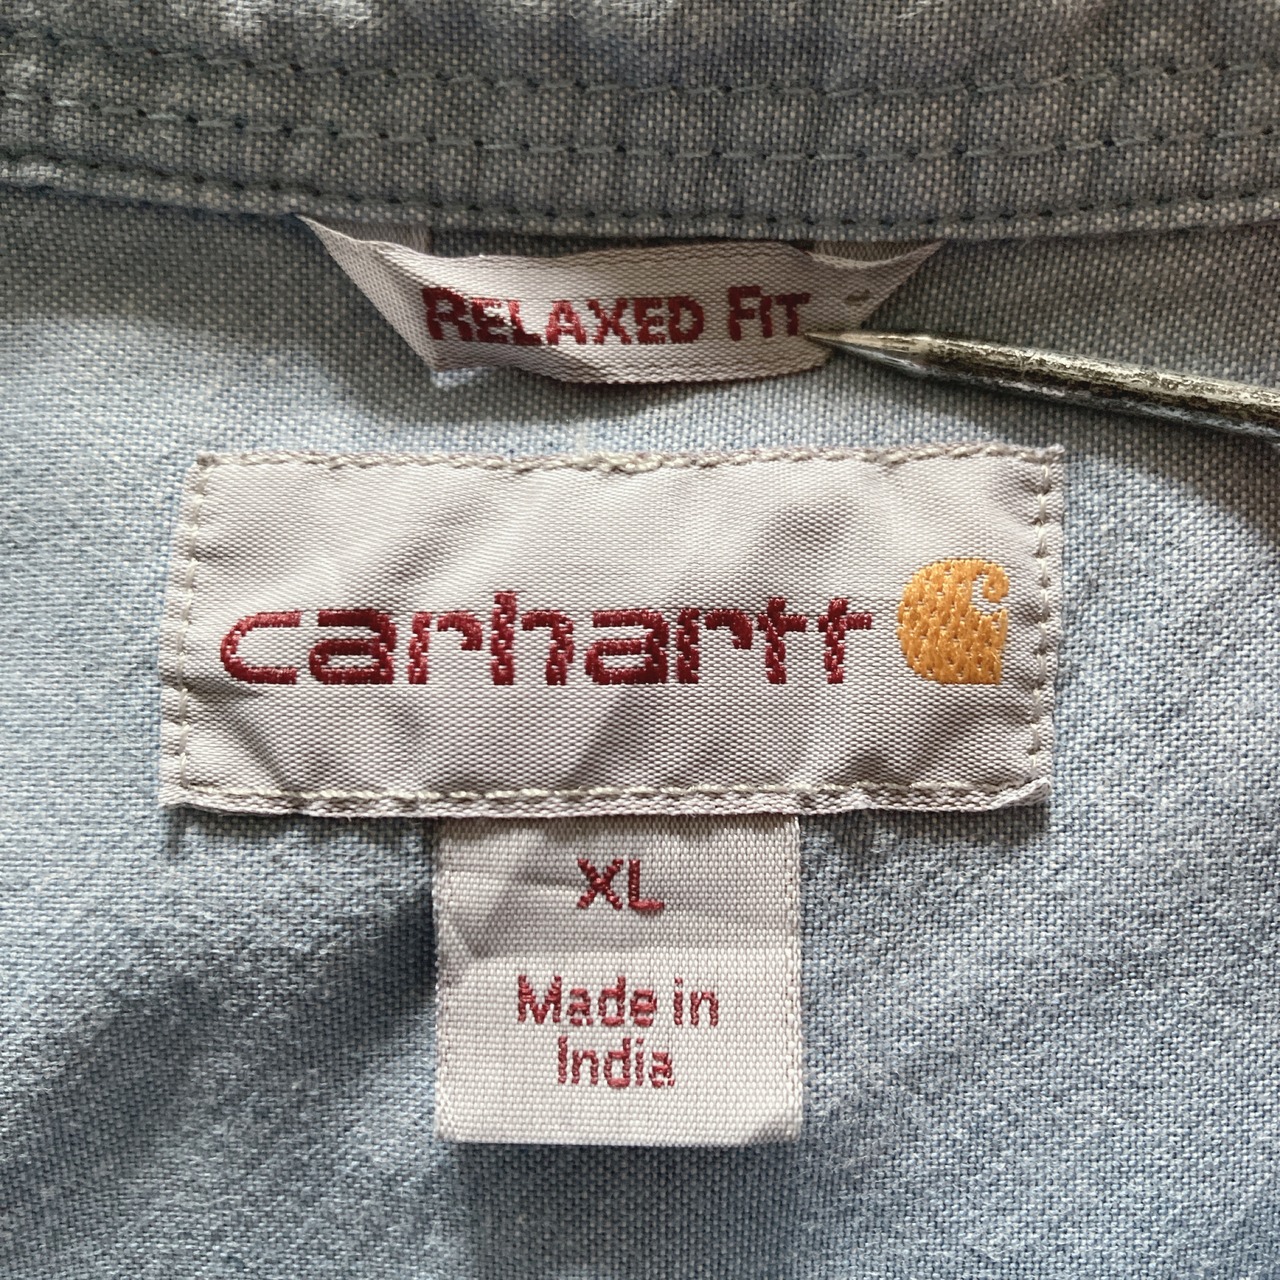 RELAXED FIT
carhartt
XL
Made in
India